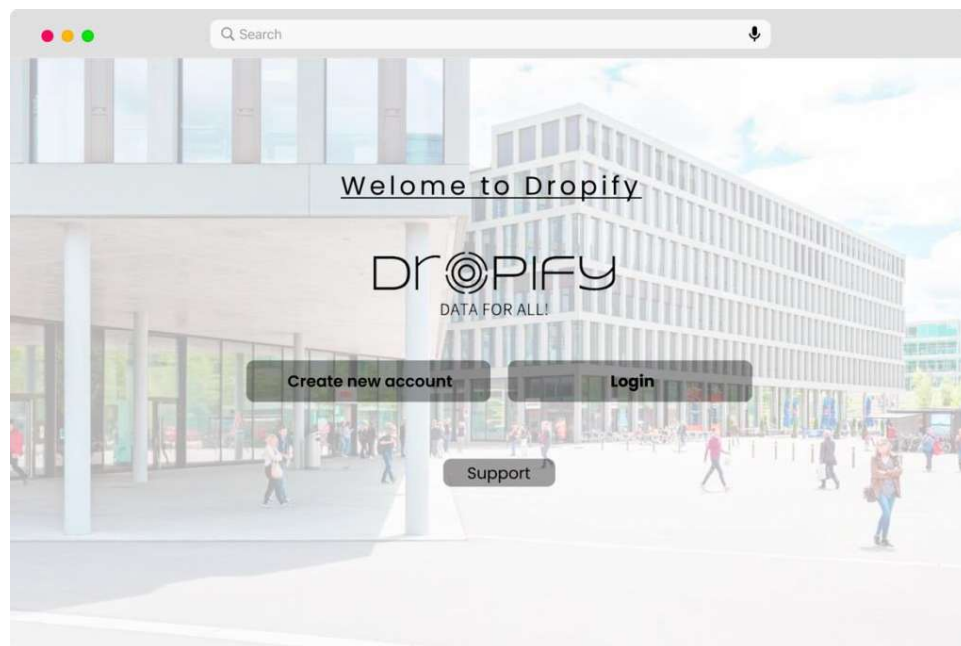 Search
Welome to Dropify
DrOPIFY
DATA FOR ALL!
Create new account
Login
Support